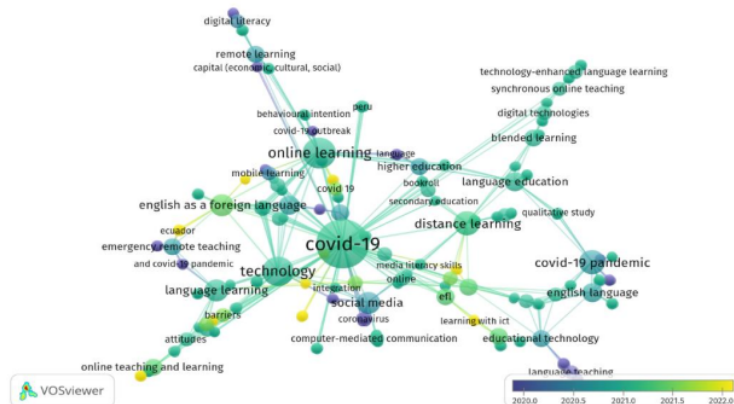 digital literacy
remote learning
capital (economic, cultural, social)
technology-enhanced language learning
synchronous online teaching
peru
behavioural intention
digital technologies
covid-19 outbreak
blended learning
online learning
language
higher education
mobile learning
covid 19
bookroll
language education
english as a foreign language
secondary education
qualitative study
distance learning
ecuador
emergency remote teaching
covid-19
and covid-19 pandemic
media literacy skills
covid-19 pandemic
technology
online
language learning
integration
efl
english language
social media
barriers
coronavirus
learning with ict
attitudes
computer-mediated communication
educational technology
online teaching and learning
language teaching
VOSviewer
2020.0 2020.5 2021.0 2021.5 2022.0